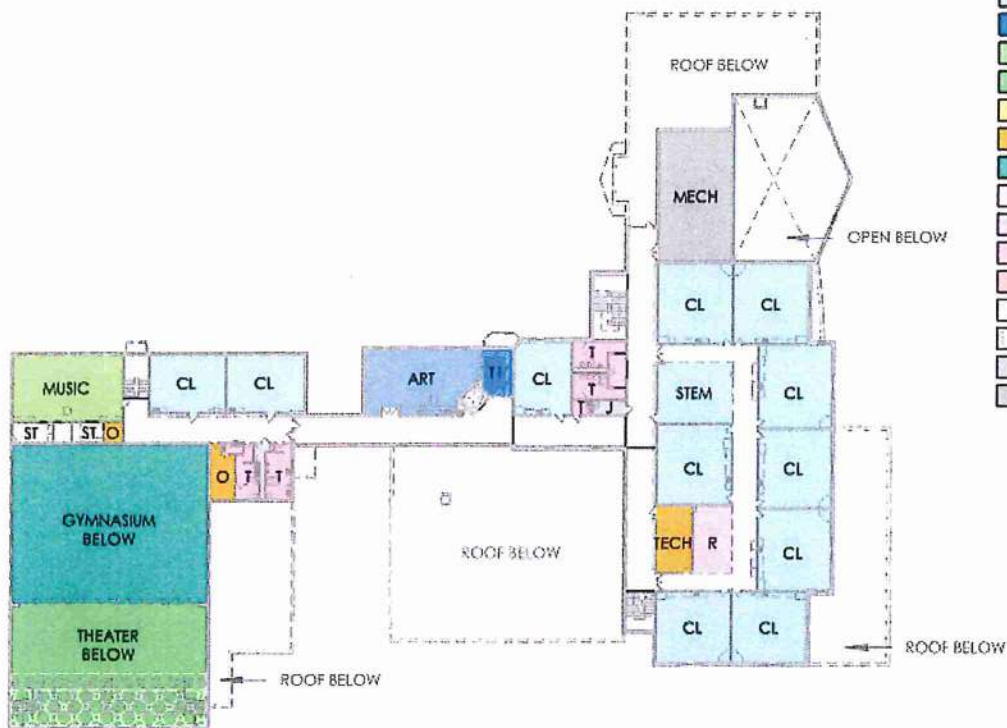 ROOF BELOW
MECH
OPEN BELOW
CL
CL
MUSIC
CL
CL
ART
TI
CL
T
T
T
J
STEM
CL
ST
ST
O
O
T
T
CL
CL
GYMNASIUM
BELOW
ROOF BELOW
TECH
R
CL
THEATER
BELOW
CL
CL
ROOF BELOW
ROOF BELOW